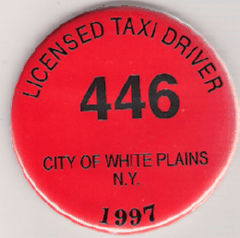 LICENSED TAXI DRIVER
446
CITY OF WHITE PLAINS
N.Y.
1997